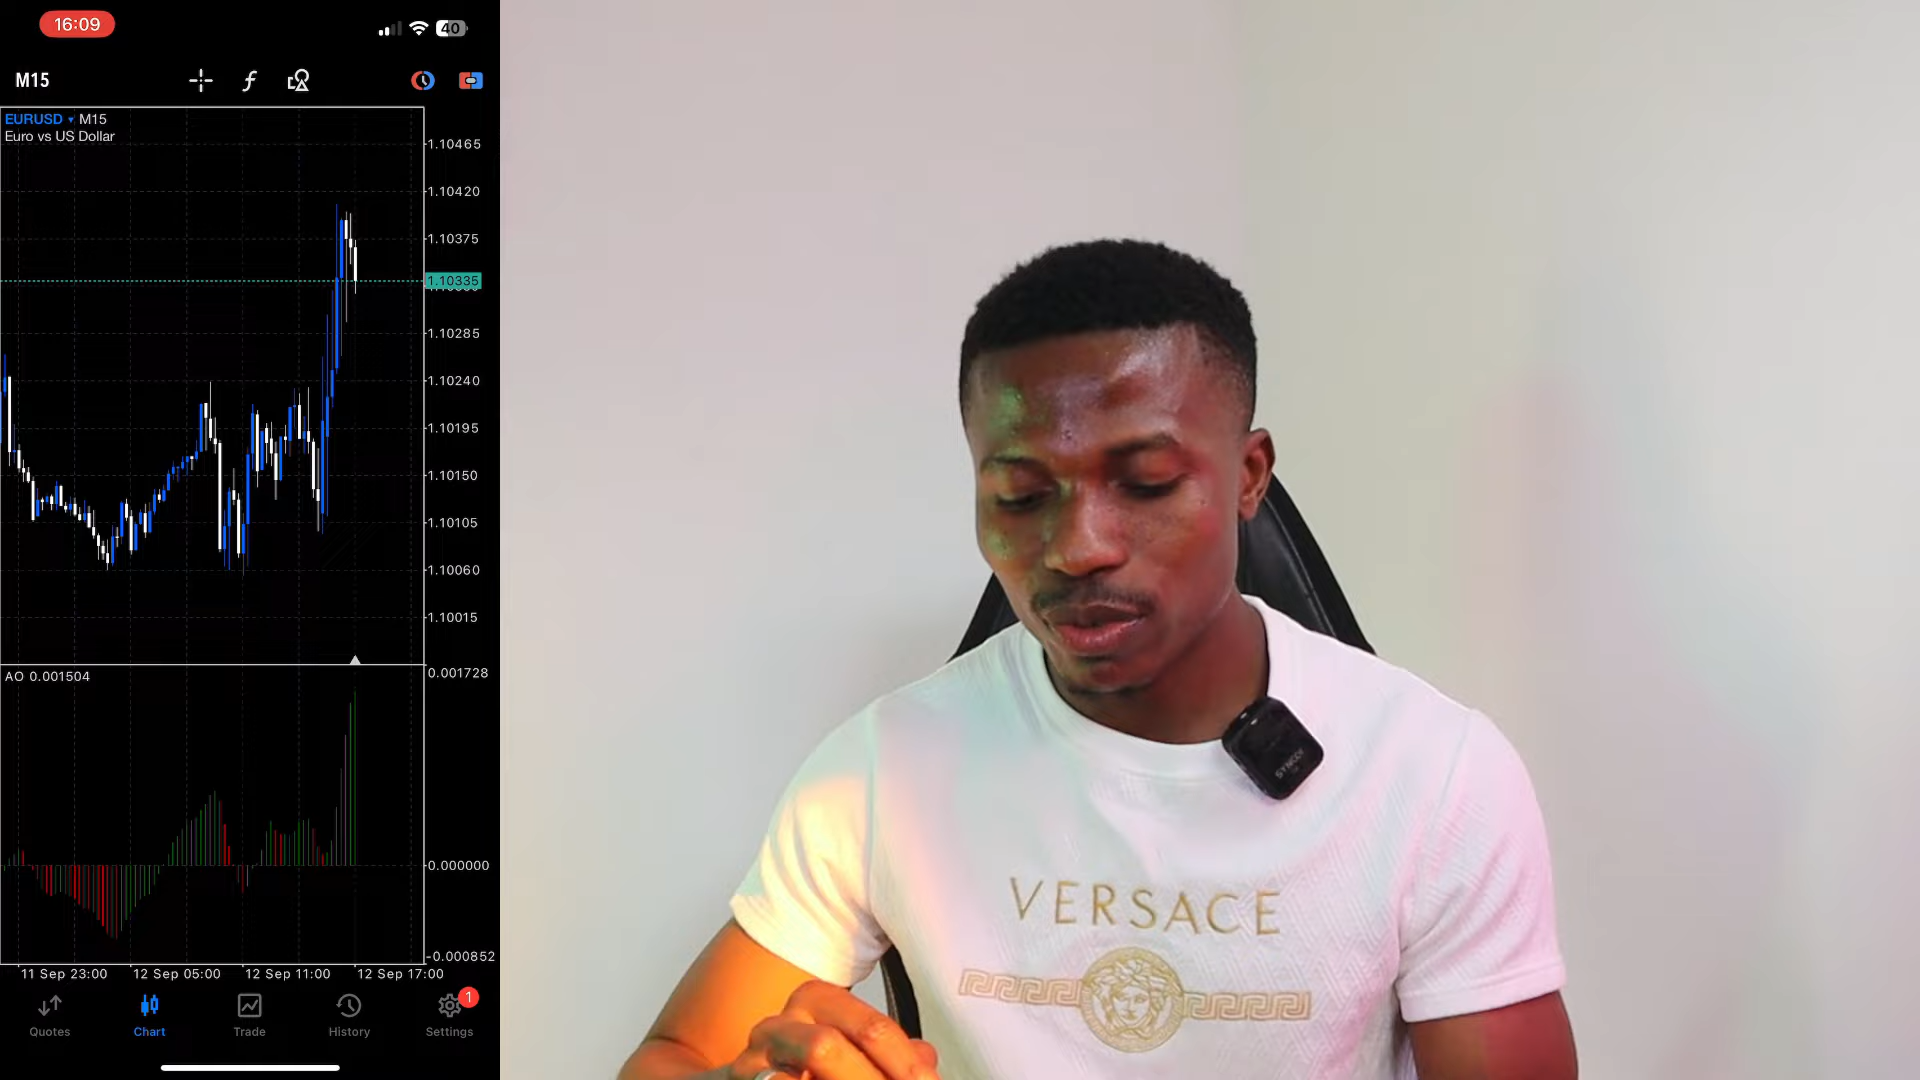 16:09
40
M15
EURUSD M15
Euro vs US Dollar
1.10465
1.10420
1.10375
1.10335
1.10285
1.10240
1.10195
1.10150
1.10105
1.10060
1.10015
AO 0.001504
0.001728
0.000000
-0.000852
11 Sep 23:00
12 Sep 05:00
12 Sep 11:00
12 Sep 17:00
Quotes
Chart
Trade
History
1
Settings
VERSACE